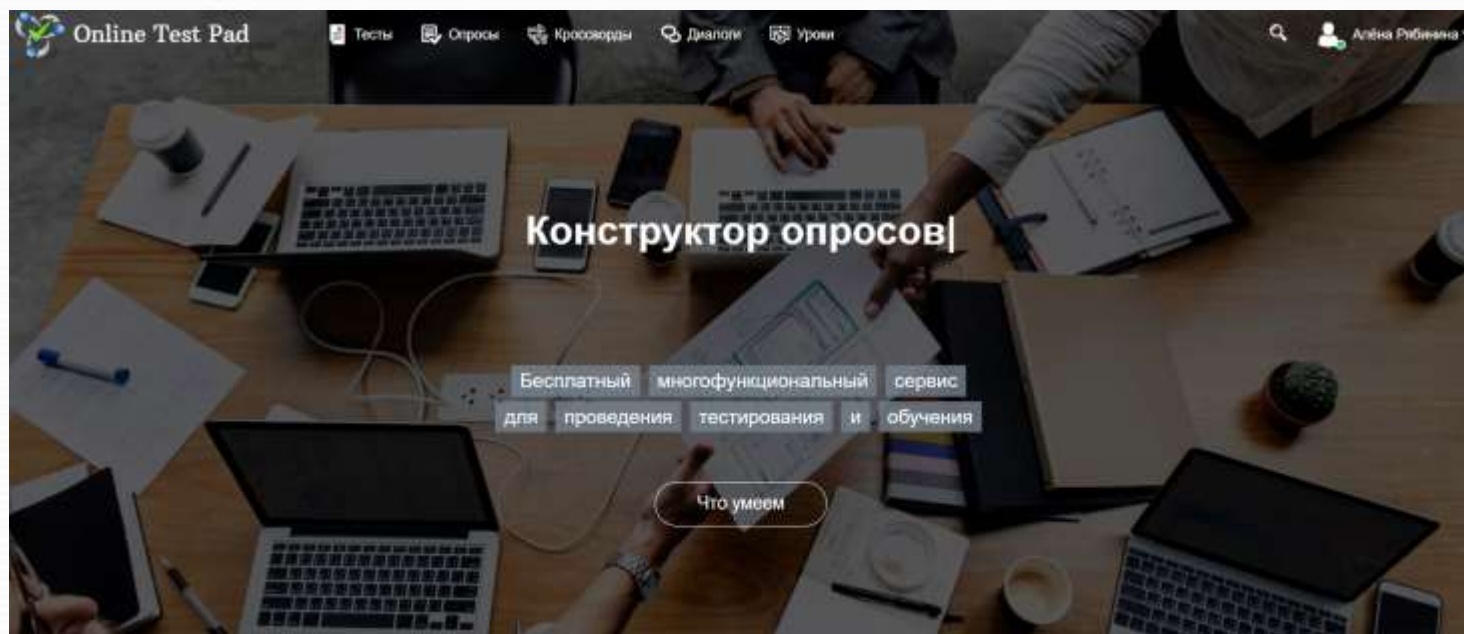 Online Test Pad
Тесты
Опросы
Кроссворды
Диалоги
Уроки
Алёна Рябинина
Конструктор опросов|
Бесплатный многофункциональный сервис
для проведения тестирования и обучения
Что умеем